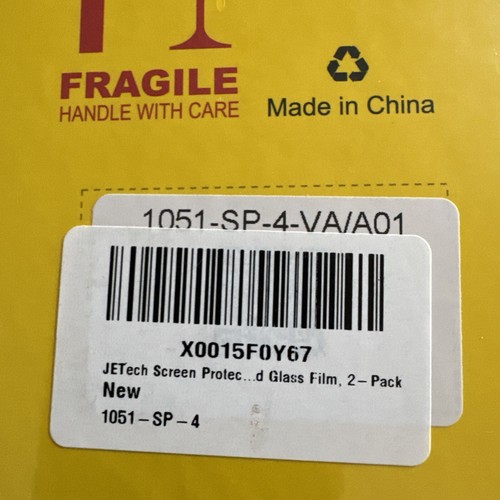 FRAGILE
HANDLE WITH CARE
Made in China
1051-SP-4-VA/A01
X0015F0Y67
JETech Screen Protec...d Glass Film, 2-Pack
New
1051-SP-4